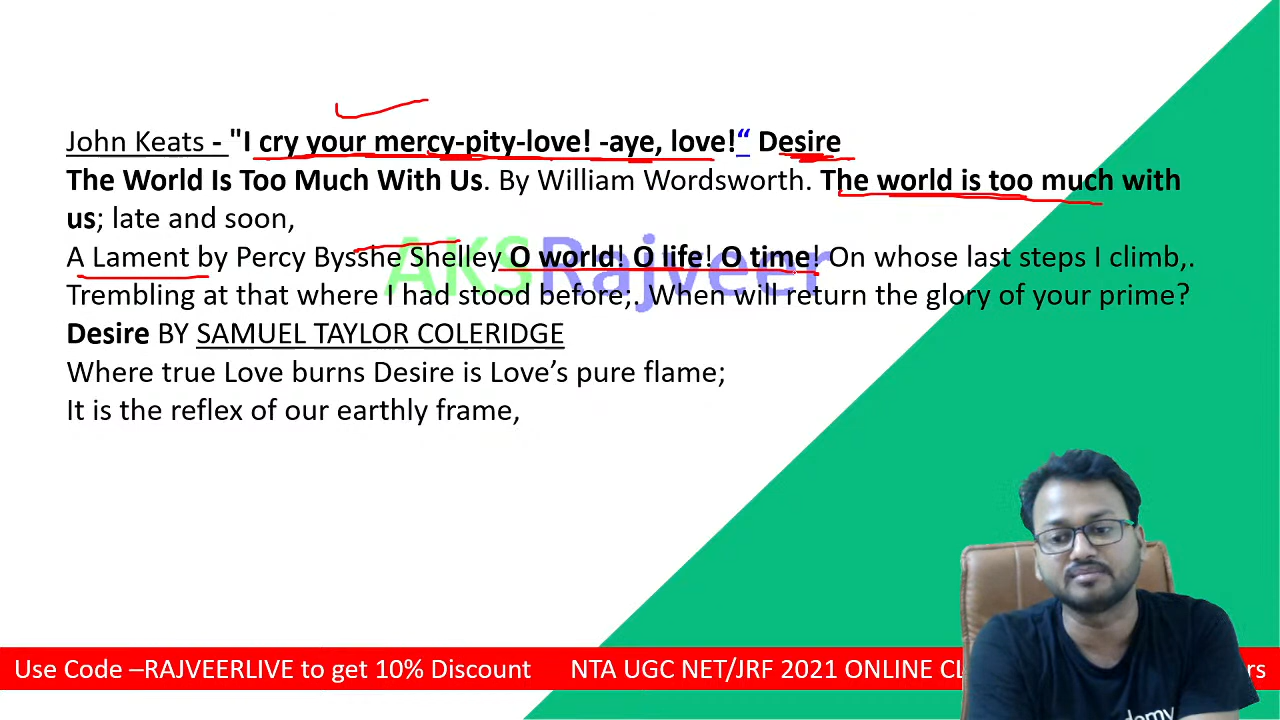 John Keats - "I cry your mercy-pity-love! -aye, love!“ Desire
The World Is Too Much With Us. By William Wordsworth. The world is too much with
us; late and soon,
A Lament by Percy Bysshe Shelley O world! O life! O time! On whose last steps I climb,.
Trembling at that where I had stood before;. When will return the glory of your prime?
AKSRajveer
Desire BY SAMUEL TAYLOR COLERIDGE
Where true Love burns Desire is Love’s pure flame;
It is the reflex of our earthly frame,
Use Code –RAJVEERLIVE to get 10% Discount NTA UGC NET/JRF 2021 ONLINE